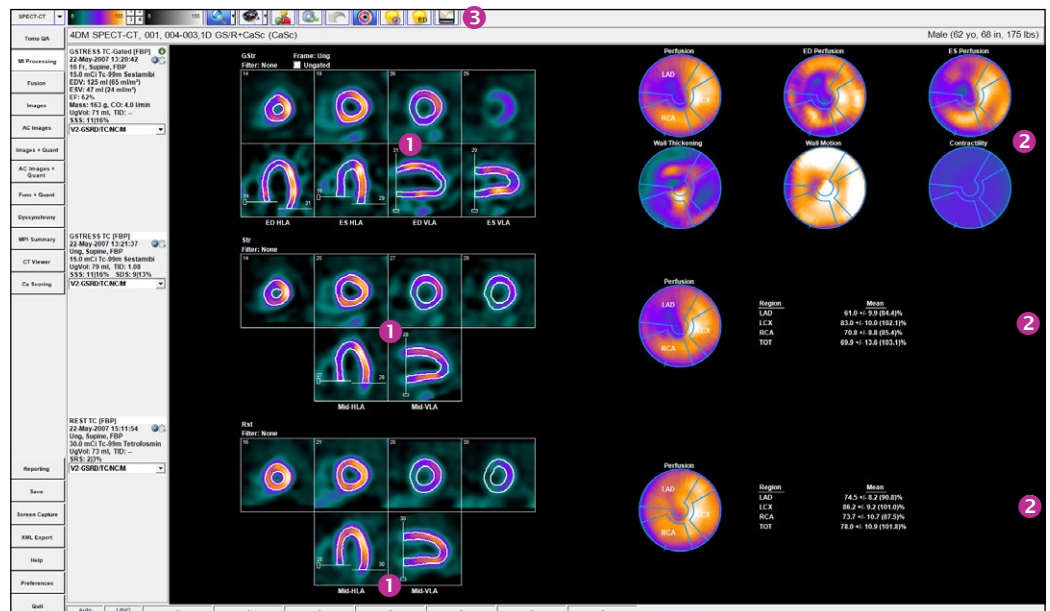 SPECT-CT
3
4DM SPECT-CT, 001, 004-003,1D GS/R+CaSc (CaSc)
Male (62 yo, 68 in, 175 lbs)
Tomo QA
MI Processing
Fusion
Images
AC Images
Images + Quant
AC Images +
Quant
Func + Quant
Dyssynchrony
MPI Summary
CT Viewer
Ca Scoring
Reporting
Save
Screen Capture
XML Export
Help
Preferences
Quit
GSTRESS TC-Gated [FBP]
22-May-2007 13:20:42
16 Fr, Supine, FBP
15.0 mCi Tc-99m Sestamibi
EDV: 125 ml (65 ml/m²)
ESV: 47 ml (24 ml/m²)
EF: 62%
Mass: 163 g, CO: 4.0 l/min
UgVol: 71 ml, TID: --
SSS: 11|16%
V2-GSRD/TC/NC/M
GStr
Frame: Ung
Filter: None
Ungated
1
ED HLA
ES HLA
ED VLA
ES VLA
Perfusion
ED Perfusion
ES Perfusion
LAD
LCX
RCA
2
Wall Thickening
Wall Motion
Contractility
GSTRESS TC [FBP]
22-May-2007 13:21:37
Ung, Supine, FBP
15.0 mCi Tc-99m Sestamibi
UgVol: 79 ml, TID: 1.08
SSS: 11|16% SDS: 9|13%
V2-GSRD/TC/NC/M
Str
Filter: None
1
Mid-HLA
Mid-VLA
Perfusion
LAD
LCX
RCA
Region Mean
LAD 61.0 +/- 9.9 (84.4)%
LCX 83.0 +/- 10.0 (102.1)%
RCA 70.8 +/- 8.8 (85.4)%
TOT 69.9 +/- 13.6 (103.1)%
2
REST TC [FBP]
22-May-2007 15:11:54
Ung, Supine, FBP
30.0 mCi Tc-99m Tetrofosmin
UgVol: 73 ml, TID: --
SRS: 2|3%
V2-GSRD/TC/NC/M
Rst
Filter: None
1
Mid-HLA
Mid-VLA
Perfusion
LAD
LCX
RCA
Region Mean
LAD 74.5 +/- 8.2 (90.8)%
LCX 86.2 +/- 9.2 (101.0)%
RCA 73.7 +/- 10.7 (87.5)%
TOT 78.0 +/- 10.9 (101.8)%
2